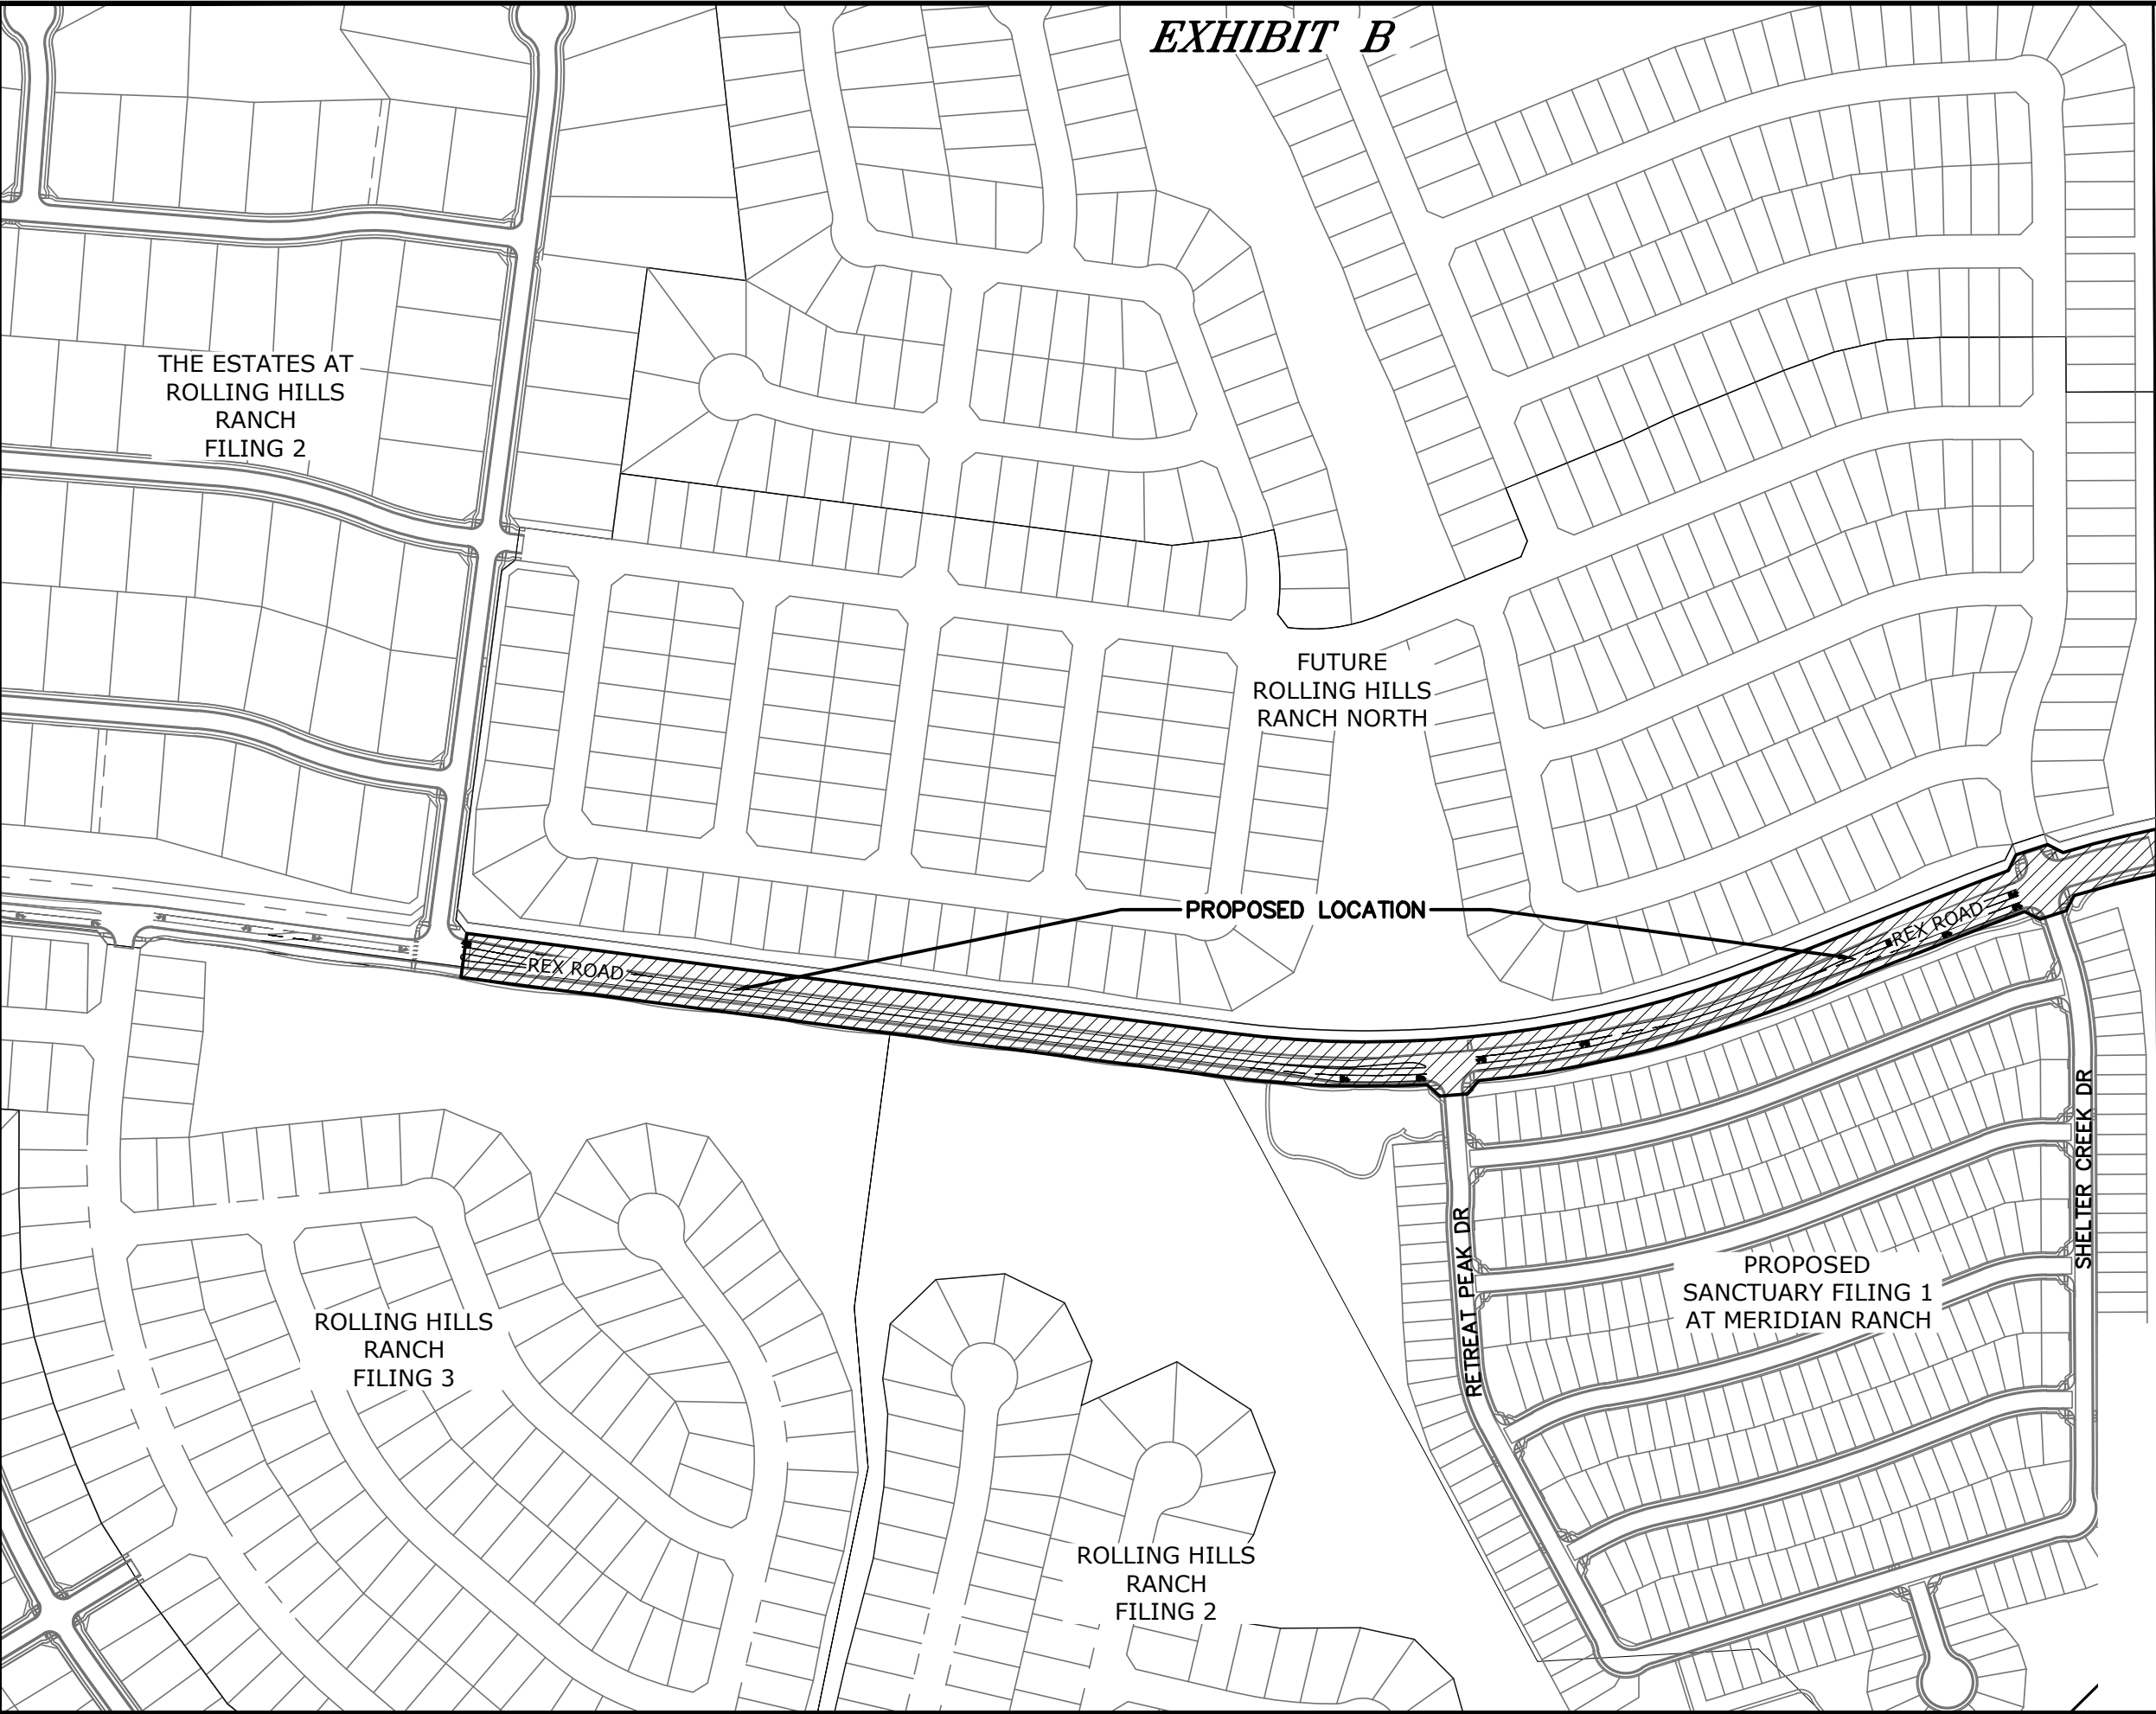 EXHIBIT B
THE ESTATES AT
ROLLING HILLS
RANCH
FILING 2
FUTURE
ROLLING HILLS
RANCH NORTH
PROPOSED LOCATION
REX ROAD
REX ROAD
SHELTER CREEK DR
RETREAT PEAK DR
PROPOSED
SANCTUARY FILING 1
AT MERIDIAN RANCH
ROLLING HILLS
RANCH
FILING 3
ROLLING HILLS
RANCH
FILING 2